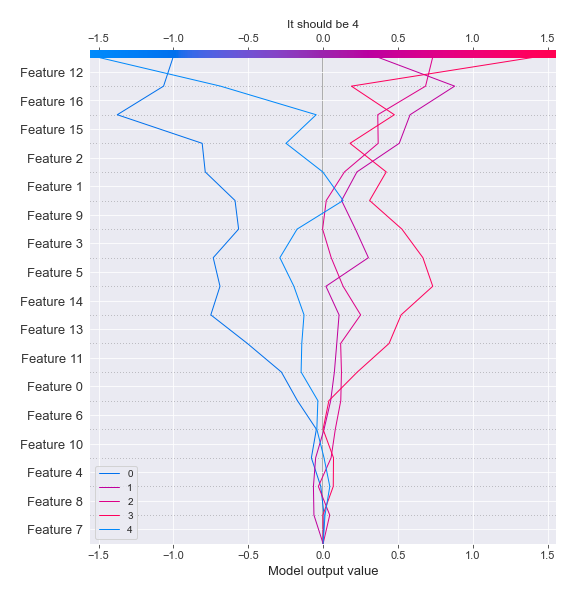 It should be 4
−1.5 −1.0 −0.5 0.0 0.5 1.0 1.5
Feature 12
Feature 16
Feature 15
Feature 2
Feature 1
Feature 9
Feature 3
Feature 5
Feature 14
Feature 13
Feature 11
Feature 0
Feature 6
Feature 10
Feature 4
Feature 8
Feature 7
0
1
2
3
4
−1.5 −1.0 −0.5 0.0 0.5 1.0 1.5
Model output value